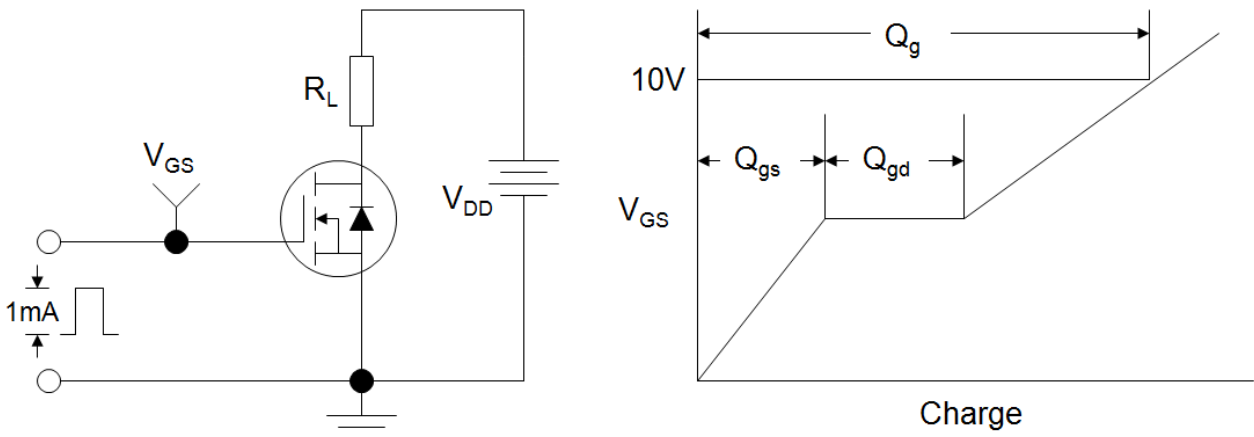 R_L
V_GS
V_DD
1mA
Q_g
10V
Q_gs
Q_gd
V_GS
Charge